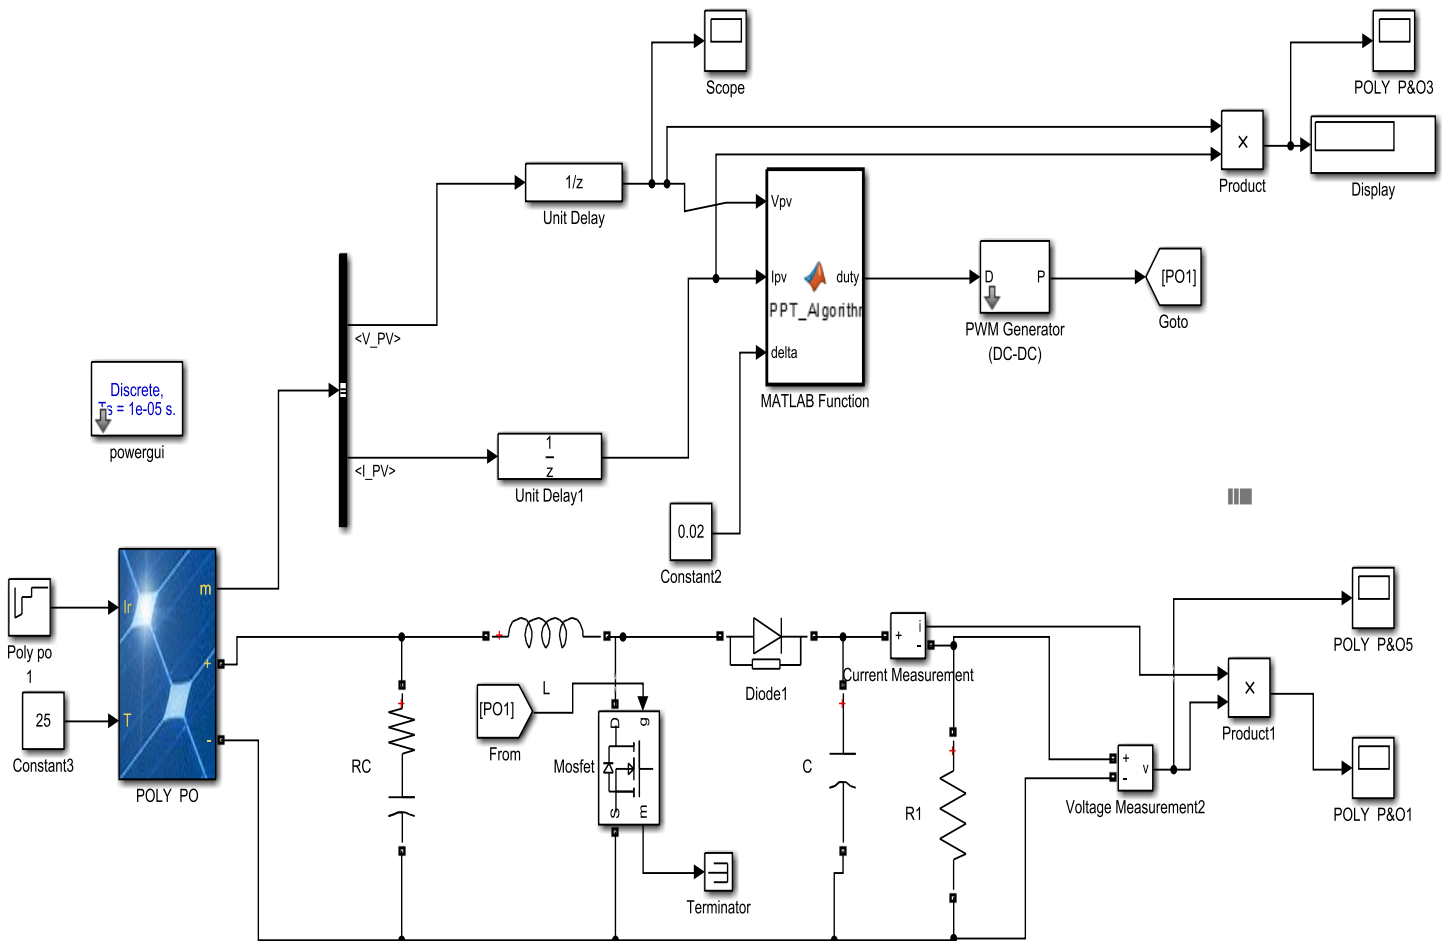 Scope
POLY P&O3
1/z
Unit Delay
×
Product
Display
Vpv
Ipv
duty
PPT_Algorithr
delta
MATLAB Function
D
P
PWM Generator
(DC-DC)
[PO1]
Goto
<V_PV>
Discrete,
Ts = 1e-05 s.
powergui
<I_PV>
1
z
Unit Delay1
0.02
Constant2
m
Ir
+
T
-
Poly po
1
25
Constant3
POLY PO
+
L
[PO1]
From
RC
+
D
g
S
m
Mosfet
Terminator
Diode1
+
i
-
Current Measurement
+
C
+
R1
+
-
v
Voltage Measurement2
×
Product1
POLY P&O5
POLY P&O1